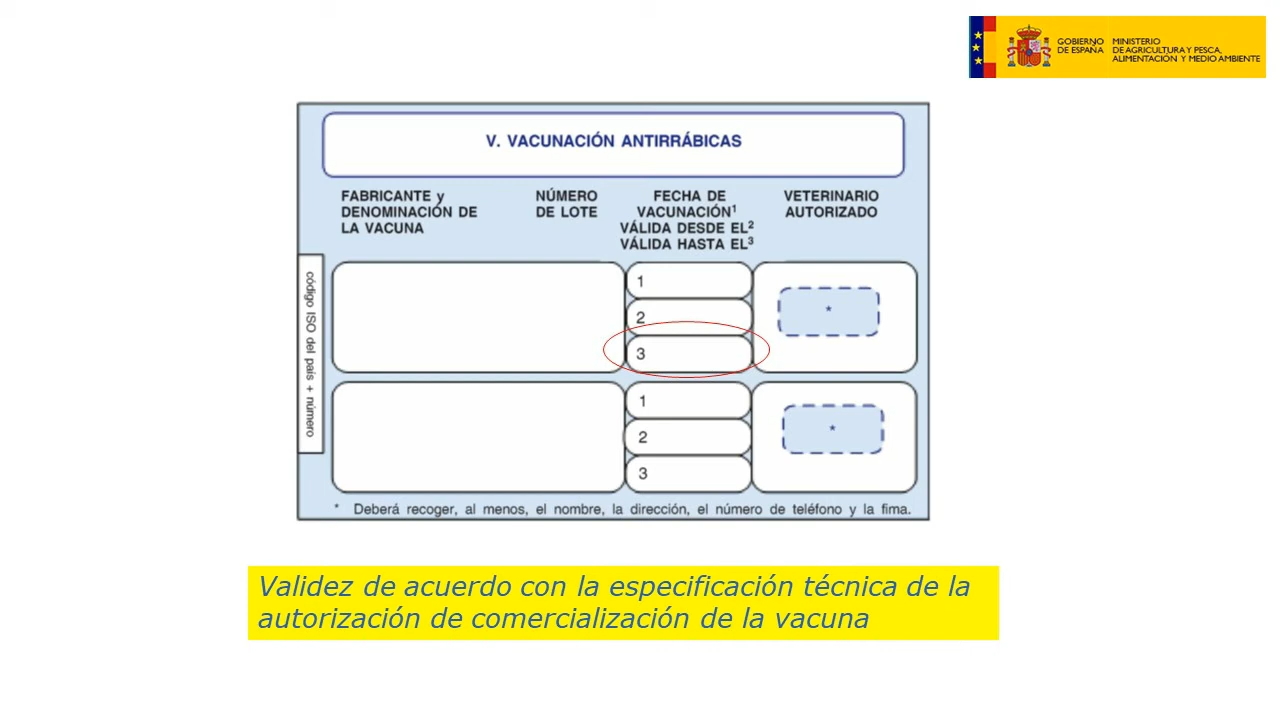 GOBIERNO
DE ESPAÑA
MINISTERIO
DE AGRICULTURA Y PESCA,
ALIMENTACIÓN Y MEDIO AMBIENTE
V. VACUNACIÓN ANTIRRÁBICAS
FABRICANTE y
DENOMINACIÓN DE
LA VACUNA
NÚMERO
DE LOTE
FECHA DE
VACUNACIÓN¹
VÁLIDA DESDE EL²
VÁLIDA HASTA EL³
VETERINARIO
AUTORIZADO
código ISO del país + número
1
2
3
*
1
2
3
*
* Deberá recoger, al menos, el nombre, la dirección, el número de teléfono y la fima.
Validez de acuerdo con la especificación técnica de la
autorización de comercialización de la vacuna